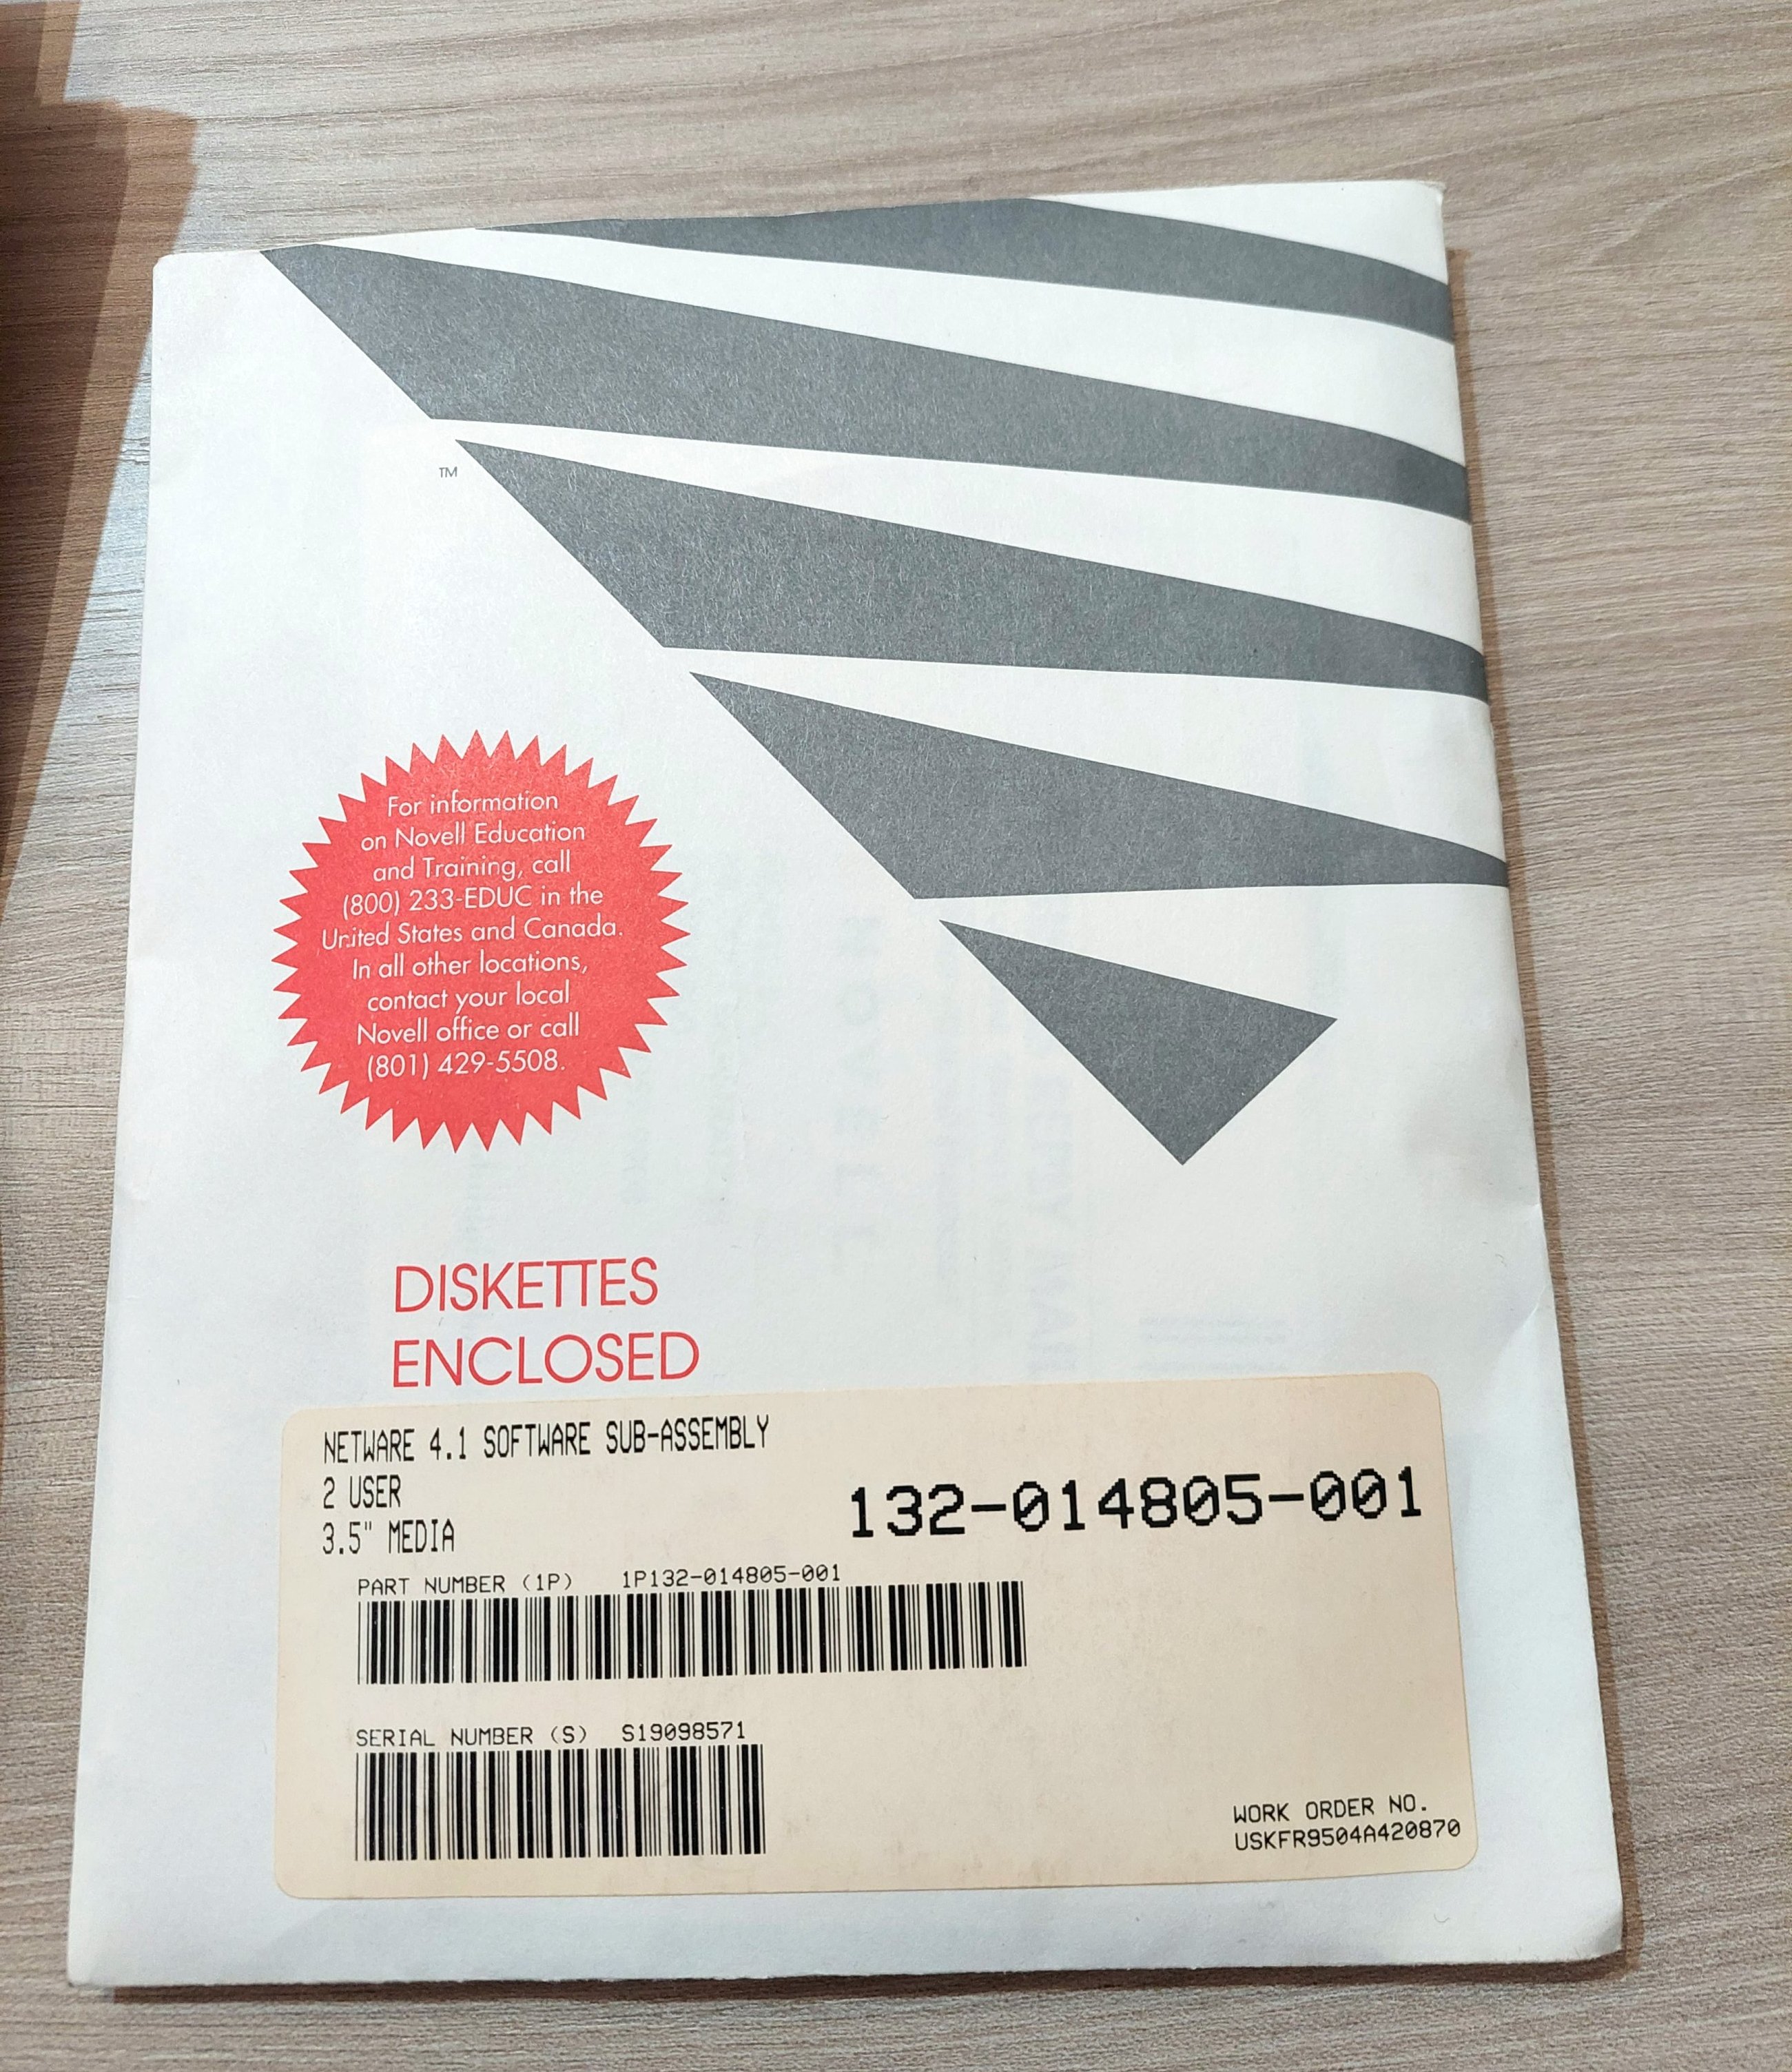 TM
For information
on Novell Education
and Training, call
(800) 233-EDUC in the
United States and Canada.
In all other locations,
contact your local
Novell office or call
(801) 429-5508.
DISKETTES
ENCLOSED
NETWARE 4.1 SOFTWARE SUB-ASSEMBLY
2 USER
3.5" MEDIA
132-014805-001
PART NUMBER (1P) 1P132-014805-001
SERIAL NUMBER (S) S19098571
WORK ORDER NO.
USKFR9504A420870